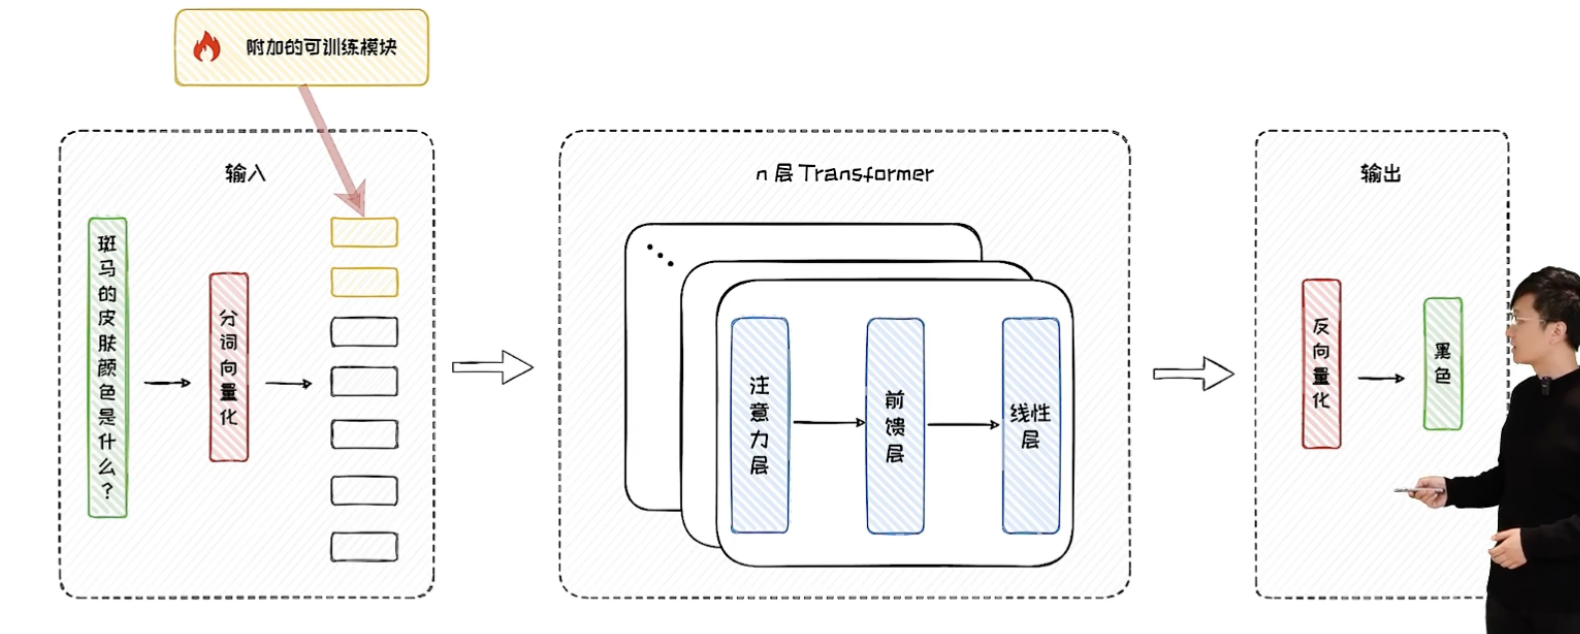 附加的可训练模块
输入
斑马的皮肤颜色是什么？
分词向量化
n 层 Transformer
注意力层
前馈层
线性层
输出
反向量化
黑色